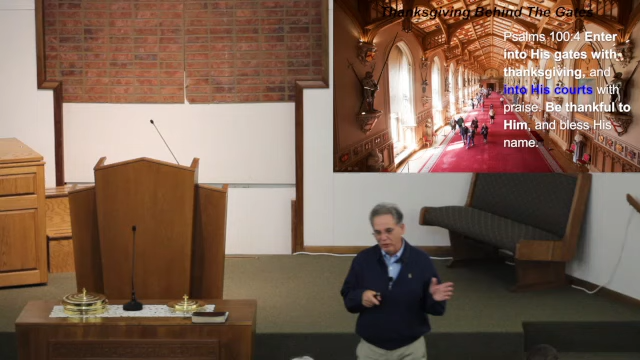 Thanksgiving Behind The Gates
Psalms 100:4 Enter
into His gates with
thanksgiving, and
into His courts with
praise. Be thankful to
Him, and bless His
name.